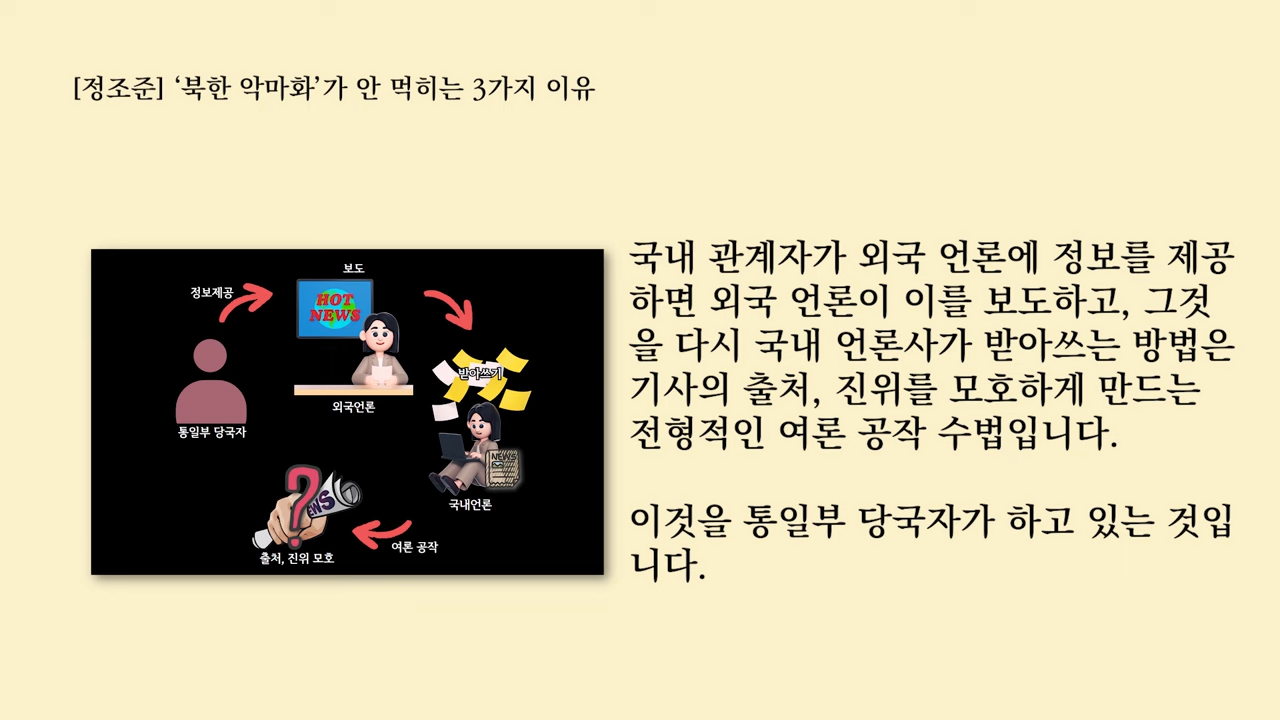 [정조준] ‘북한 악마화’가 안 먹히는 3가지 이유
보도
정보제공
HOT
NEWS
받아쓰기
외국언론
통일부 당국자
NEWS
국내언론
NEWS
여론 공작
출처, 진위 모호
국내 관계자가 외국 언론에 정보를 제공
하면 외국 언론이 이를 보도하고, 그것
을 다시 국내 언론사가 받아쓰는 방법은
기사의 출처, 진위를 모호하게 만드는
전형적인 여론 공작 수법입니다.
이것을 통일부 당국자가 하고 있는 것입
니다.